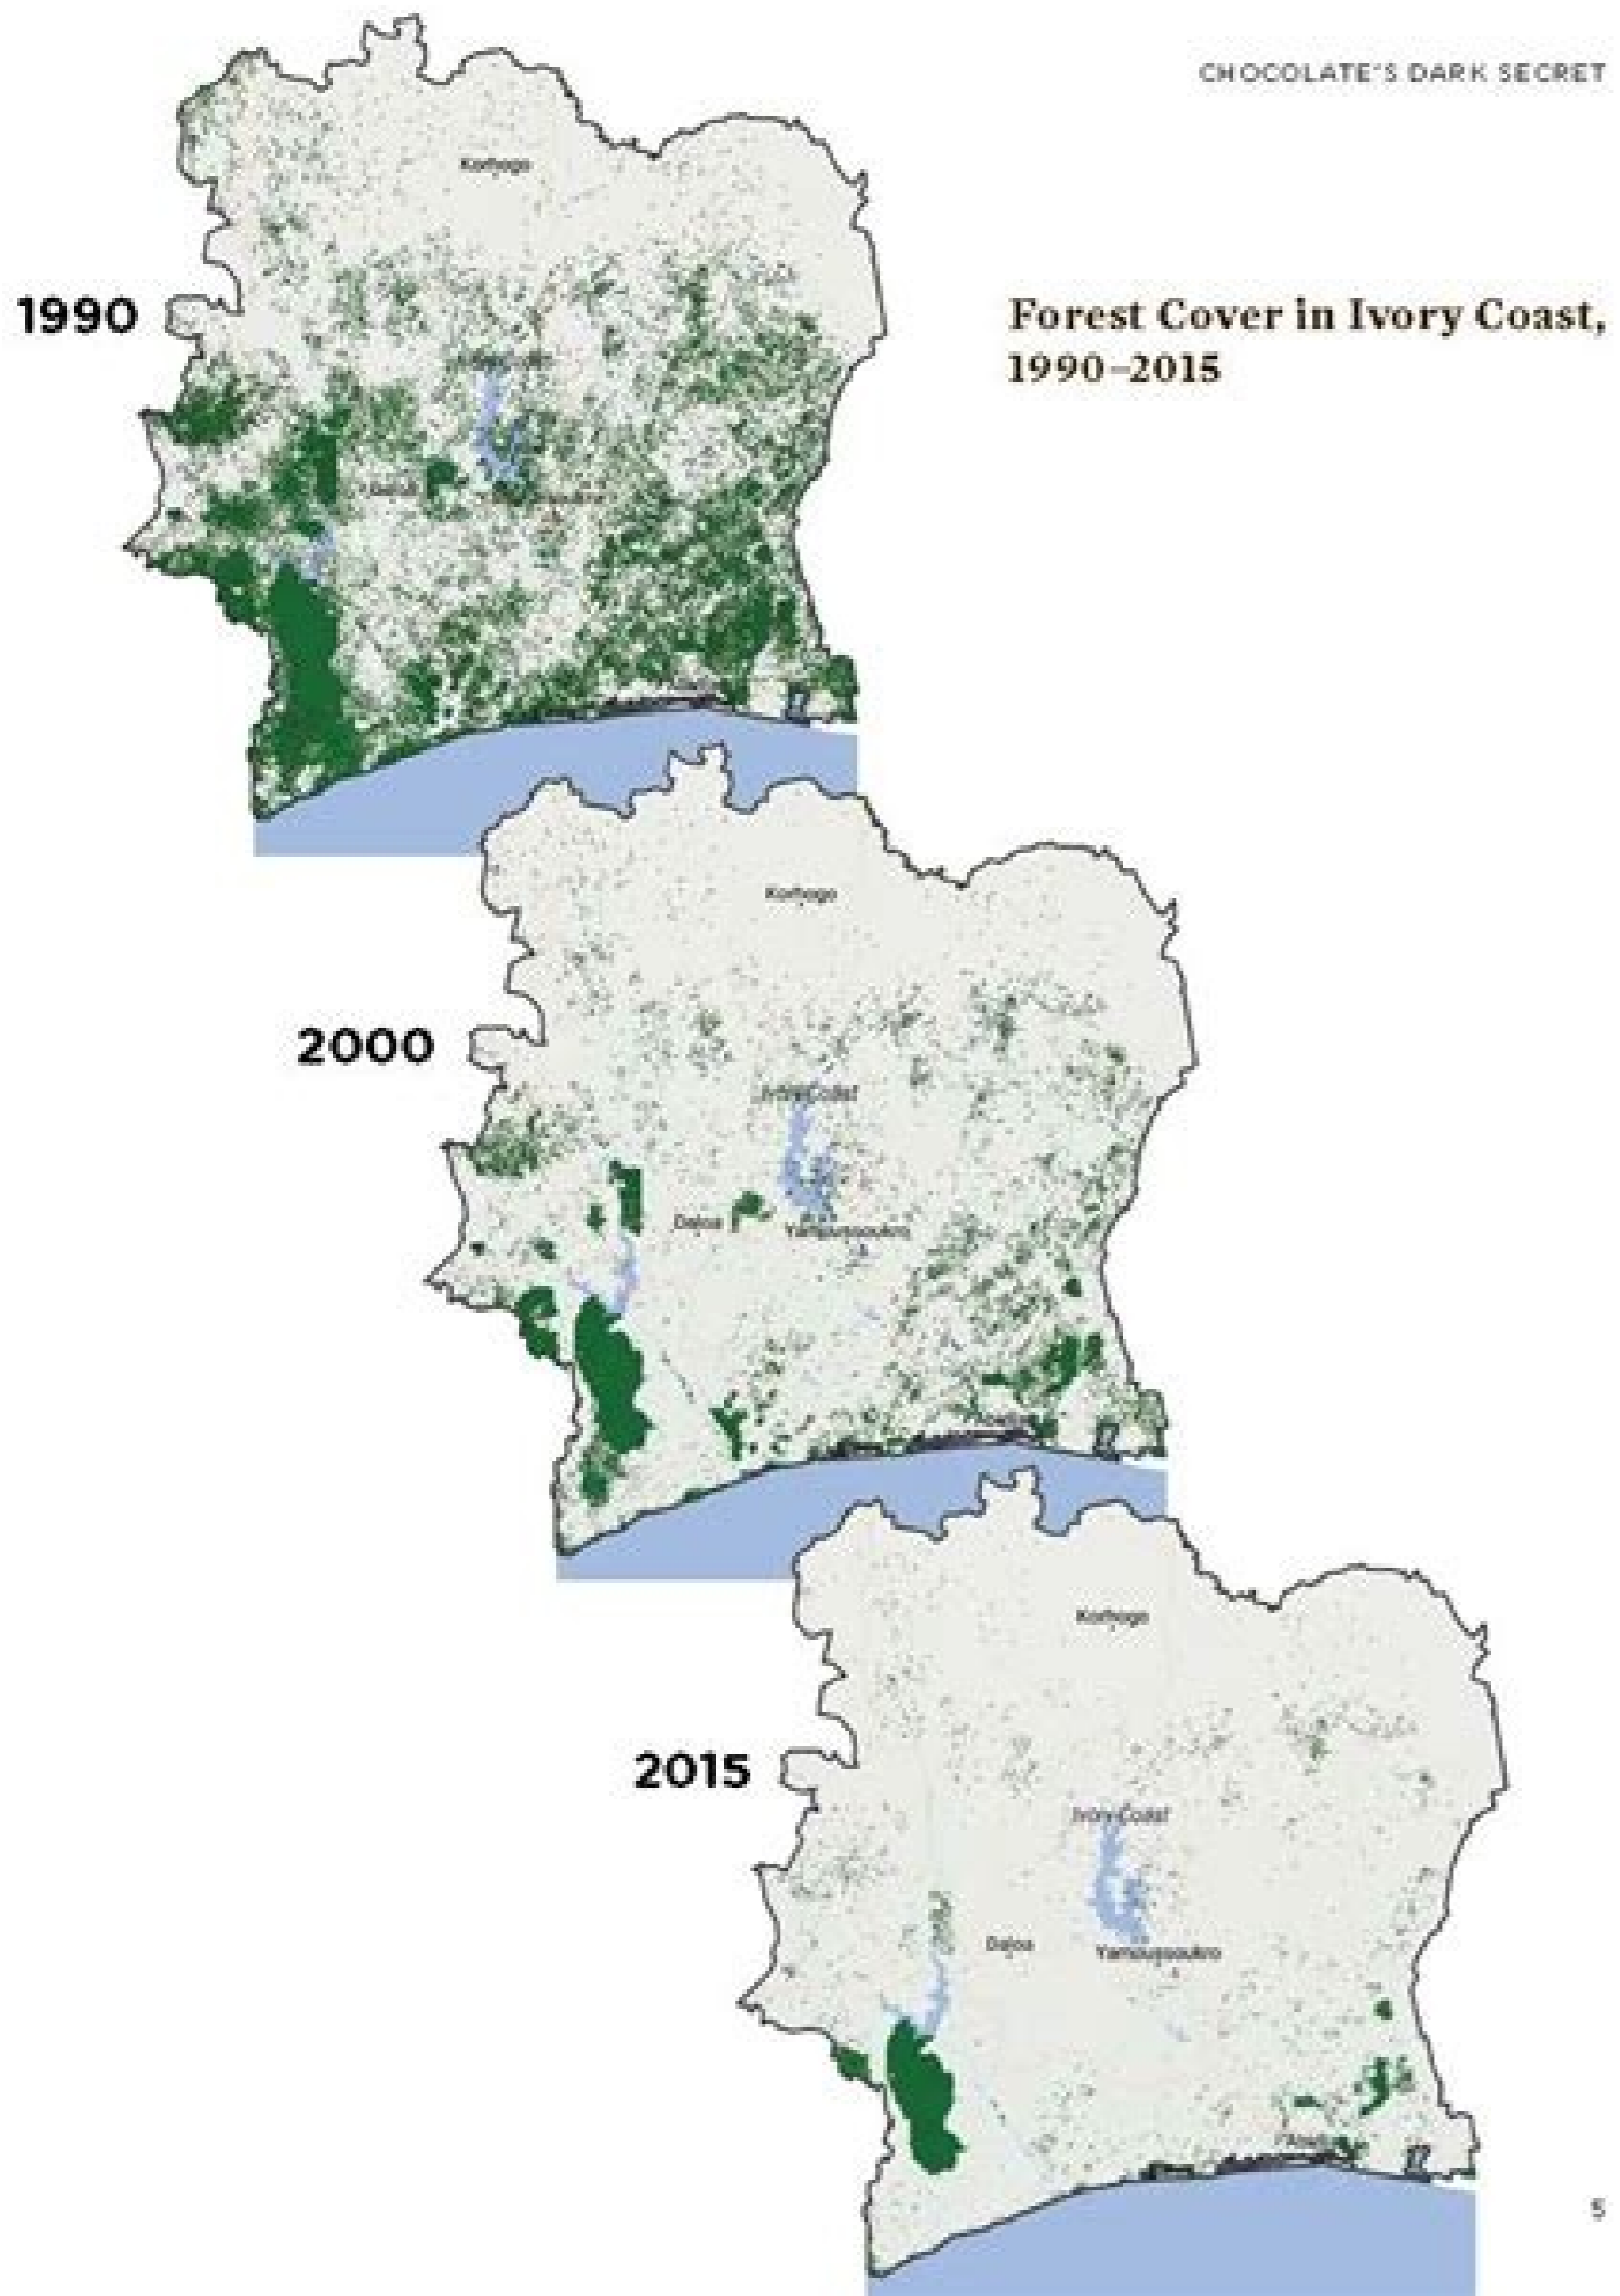 CHOCOLATE'S DARK SECRET
Korhogo
1990
Forest Cover in Ivory Coast,
1990–2015
Korhogo
2000
Ivory Coast
Daloa
Yamoussoukro
Korhogo
2015
Ivory Coast
Daloa
Yamoussoukro
5